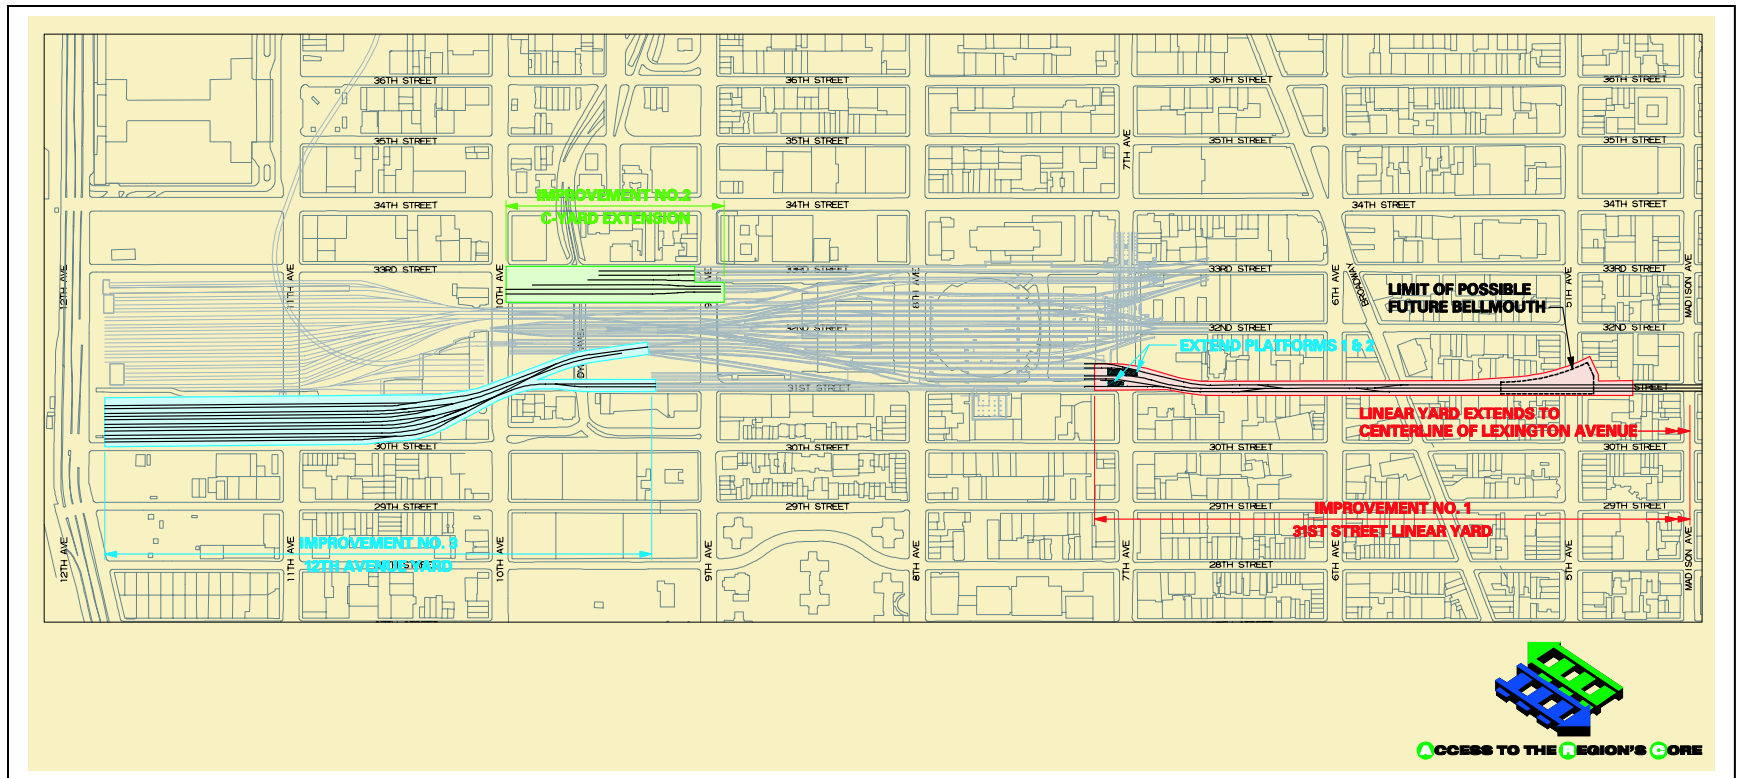 36TH STREET
36TH STREET
36TH STREET
36TH STREET
35TH STREET
35TH STREET
35TH STREET
35TH STREET
7TH AVE
34TH STREET
34TH STREET
34TH STREET
34TH STREET
IMPROVEMENT NO.2
C-YARD EXTENSION
33RD STREET
33RD STREET
33RD STREET
33RD STREET
12TH AVE
11TH AVE
10TH AVE
8TH AVE
6TH AVE
BROADWAY
5TH AVE
MADISON AVE
LIMIT OF POSSIBLE
FUTURE BELLMOUTH
32ND STREET
32ND STREET
32ND STREET
EXTEND PLATFORMS 1 & 2
31ST STREET
STREET
LINEAR YARD EXTENDS TO
CENTERLINE OF LEXINGTON AVENUE
30TH STREET
30TH STREET
30TH STREET
30TH STREET
29TH STREET
29TH STREET
29TH STREET
29TH STREET
IMPROVEMENT NO. 1
31ST STREET LINEAR YARD
IMPROVEMENT NO. 3
12TH AVENUE YARD
12TH AVE
11TH AVE
10TH AVE
9TH AVE
8TH AVE
7TH AVE
6TH AVE
5TH AVE
MADISON AVE
28TH STREET
ACCESS TO THE REGION'S CORE